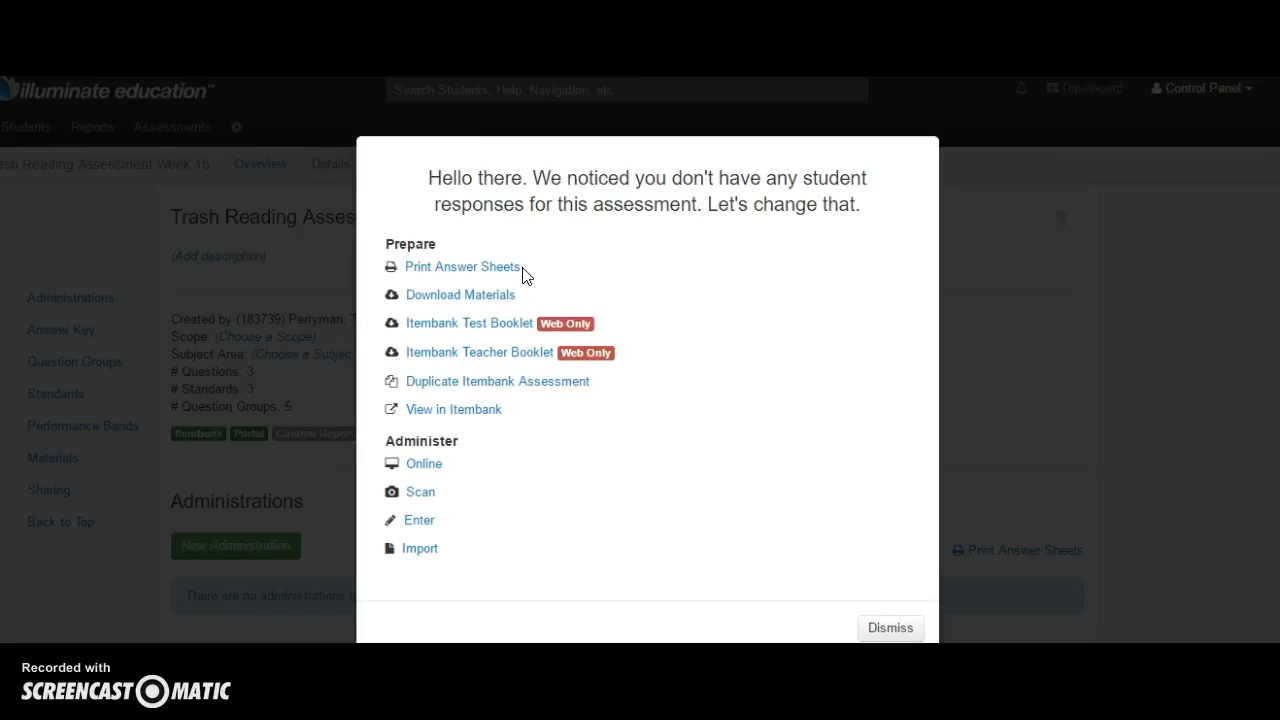 illuminate education™
Search Students, Help, Navigation, etc...
Dashboard
Control Panel
Students Reports Assessments
ash Reading Assessment Week 15 Overview Details
Hello there. We noticed you don't have any student
responses for this assessment. Let's change that.
Prepare
Print Answer Sheets
Download Materials
Itembank Test Booklet Web Only
Itembank Teacher Booklet Web Only
Duplicate Itembank Assessment
View in Itembank
Administer
Online
Scan
Enter
Import
Dismiss
Trash Reading Asses
(Add description)
Created by (183739) Perryman, T
Scope: (Choose a Scope)
Subject Area: (Choose a Subjec
# Questions: 3
# Standards: 3
# Question Groups: 5
Itembank Portal Custom Repor
Administrations
Answer Key
Question Groups
Standards
Performance Bands
Materials
Sharing
Back to Top
Administrations
New Administration
Print Answer Sheets
There are no administrations
Recorded with
SCREENCAST O MATIC